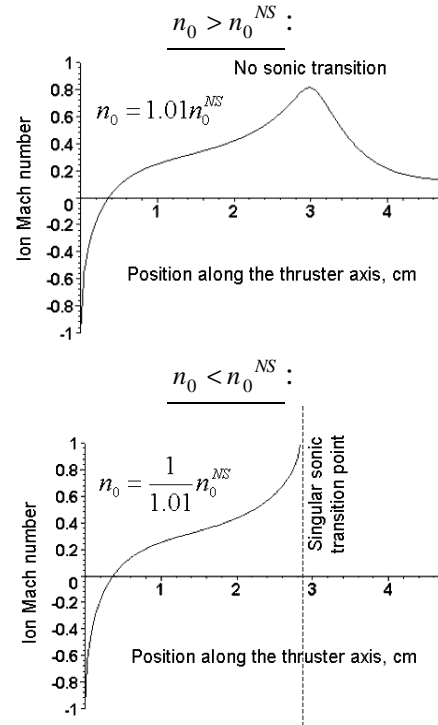 n₀ > n₀^NS :
No sonic transition
n₀ = 1.01n₀^NS
Ion Mach number
1
0.8
0.6
0.4
0.2
0
-0.2
-0.4
-0.6
-0.8
-1
1 2 3 4
Position along the thruster axis, cm
n₀ < n₀^NS :
n₀ = 1/1.01 n₀^NS
Singular sonic
transition point
Ion Mach number
1
0.8
0.6
0.4
0.2
0
-0.2
-0.4
-0.6
-0.8
-1
1 2 3 4
Position along the thruster axis, cm